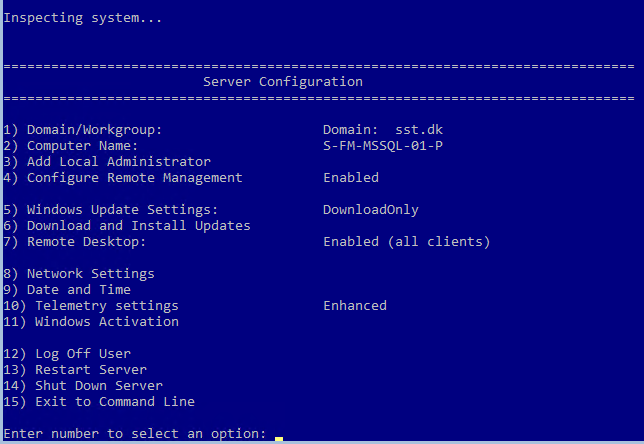 Inspecting system...
===============================================================================
Server Configuration
===============================================================================
1) Domain/Workgroup: Domain: sst.dk
2) Computer Name: S-FM-MSSQL-01-P
3) Add Local Administrator
4) Configure Remote Management Enabled
5) Windows Update Settings: DownloadOnly
6) Download and Install Updates
7) Remote Desktop: Enabled (all clients)
8) Network Settings
9) Date and Time
10) Telemetry settings Enhanced
11) Windows Activation
12) Log Off User
13) Restart Server
14) Shut Down Server
15) Exit to Command Line
Enter number to select an option: